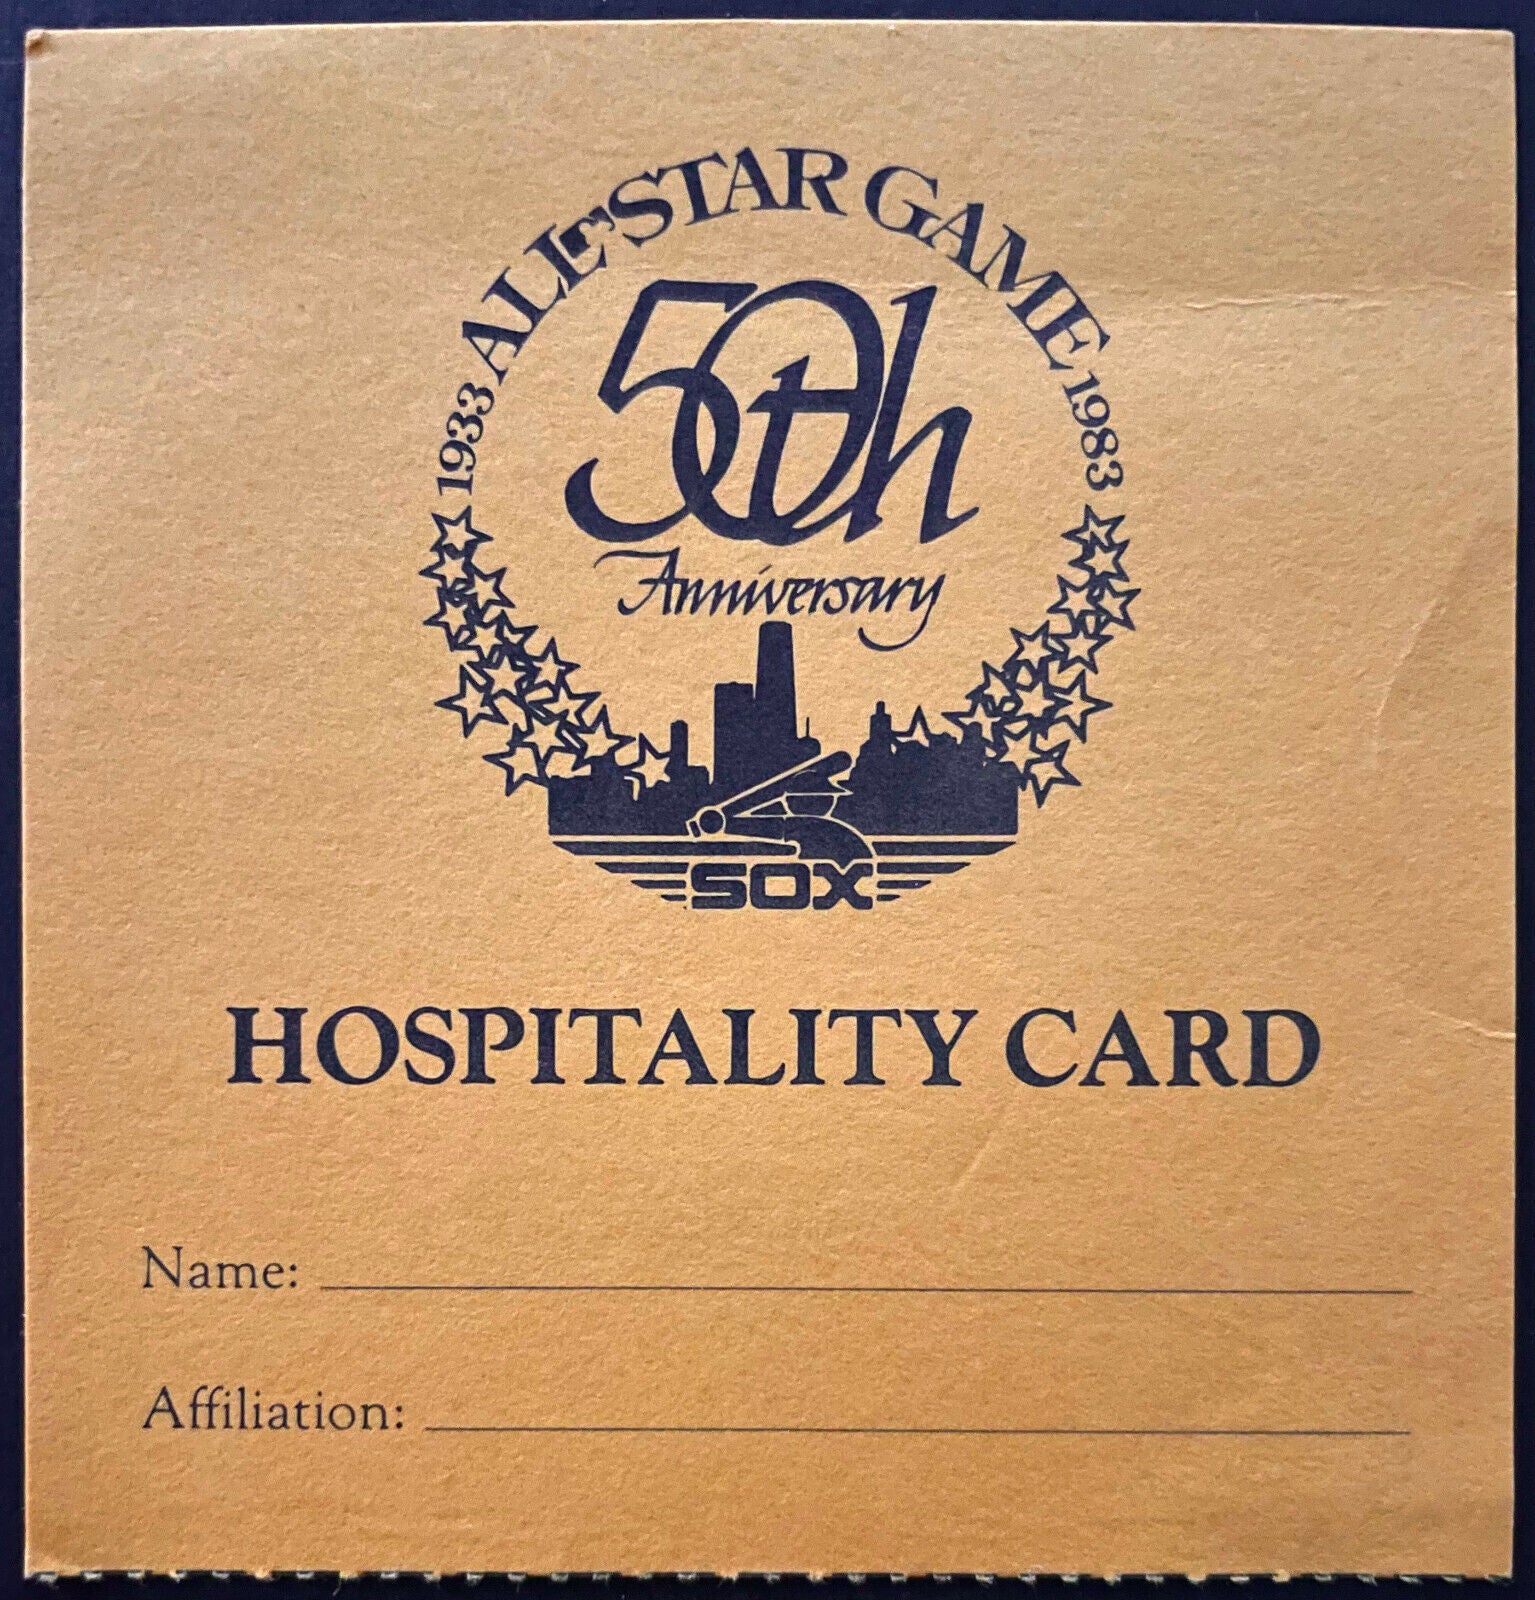 1933 ALL STAR GAME 1983
50th
Anniversary
SOX
HOSPITALITY CARD
Name:
Affiliation: